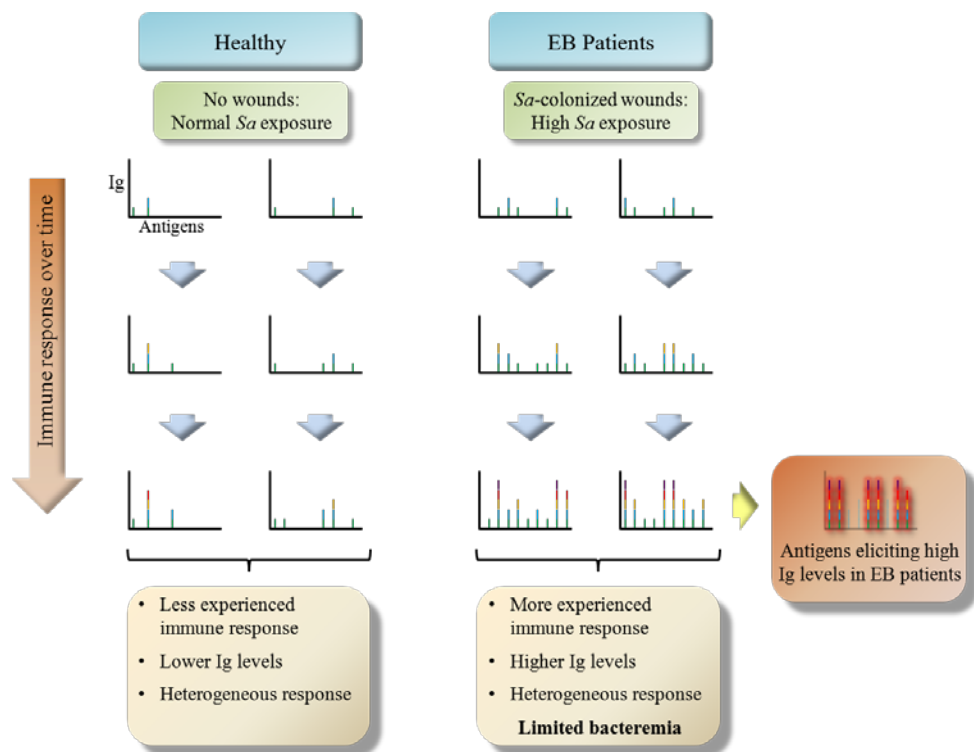 Healthy
EB Patients
No wounds:
Normal Sa exposure
Sa-colonized wounds:
High Sa exposure
Immune response over time
Ig
Antigens
Antigens eliciting high
Ig levels in EB patients
• Less experienced
immune response
• Lower Ig levels
• Heterogeneous response
• More experienced
immune response
• Higher Ig levels
• Heterogeneous response
Limited bacteremia